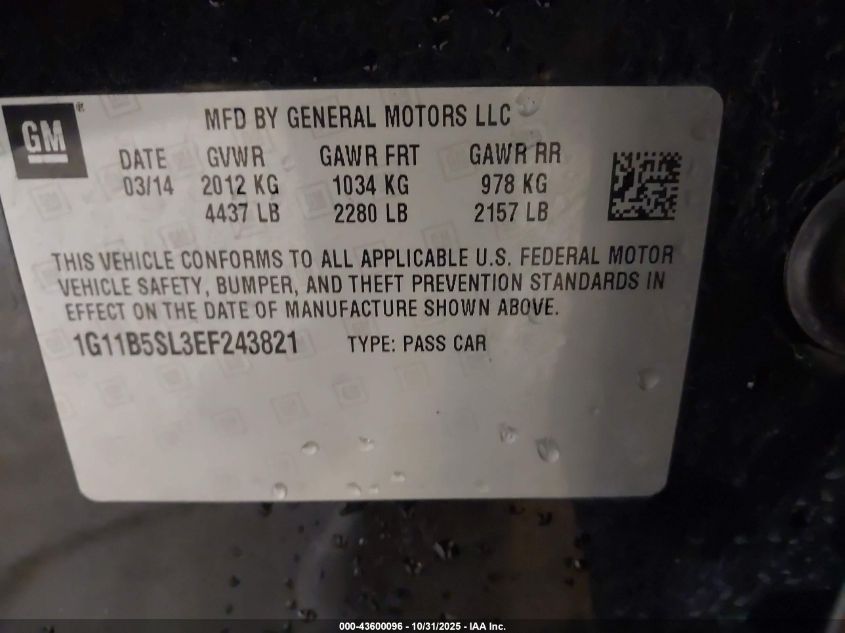 GM
MFD BY GENERAL MOTORS LLC
DATE GVWR GAWR FRT GAWR RR
03/14 2012 KG 1034 KG 978 KG
4437 LB 2280 LB 2157 LB
THIS VEHICLE CONFORMS TO ALL APPLICABLE U.S. FEDERAL MOTOR
VEHICLE SAFETY, BUMPER, AND THEFT PREVENTION STANDARDS IN
EFFECT ON THE DATE OF MANUFACTURE SHOWN ABOVE.
1G11B5SL3EF243821 TYPE: PASS CAR
000-43600096 - 10/31/2025 - IAA Inc.